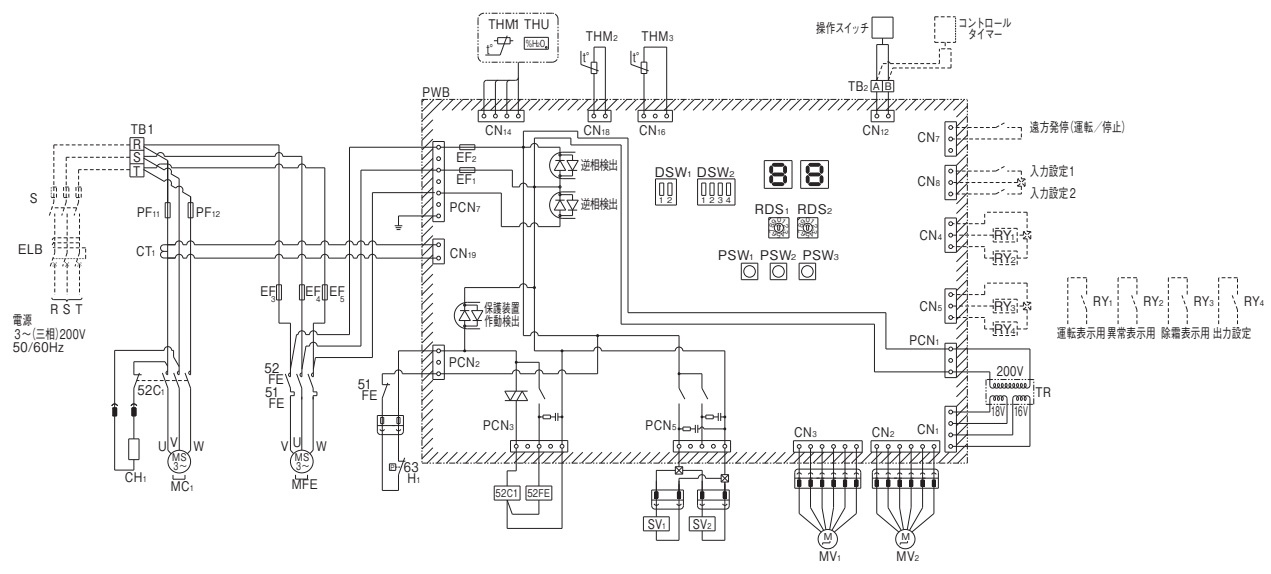 THM1 THU
t°
%H₂O
THM₂
t°
THM₃
t°
操作スイッチ
コントロール
タイマー
TB₂
A B
PWB
CN₁₄
CN₁₈
CN₁₆
CN₁₂
TB1
R
S
T
S
ELB
R S T
電源
3～(三相)200V
50/60Hz
PF₁₁
PF₁₂
CT₁
EF₃
EF₄
EF₅
EF₂
EF₁
PCN₇
CN₁₉
逆相検出
逆相検出
保護装置
作動検出
PCN₂
DSW₁
1 2
DSW₂
1 2 3 4
8 8
RDS₁ RDS₂
PSW₁ PSW₂ PSW₃
CN₇
遠方発停(運転／停止)
CN₈
入力設定1
入力設定2
CN₄
RY₁
RY₂
CN₅
RY₃
RY₄
RY₁
RY₂
RY₃
RY₄
運転表示用
異常表示用
除霜表示用
出力設定
PCN₁
200V
TR
18V
16V
CN₁
52C₁
CH₁
U V W
MS
3～
MC₁
52
FE
51
FE
V U W
MS
3～
MFE
51
FE
P
63
H₁
PCN₃
52C1
52FE
PCN₅
SV₁
SV₂
CN₃
CN₂
M
MV₁
M
MV₂